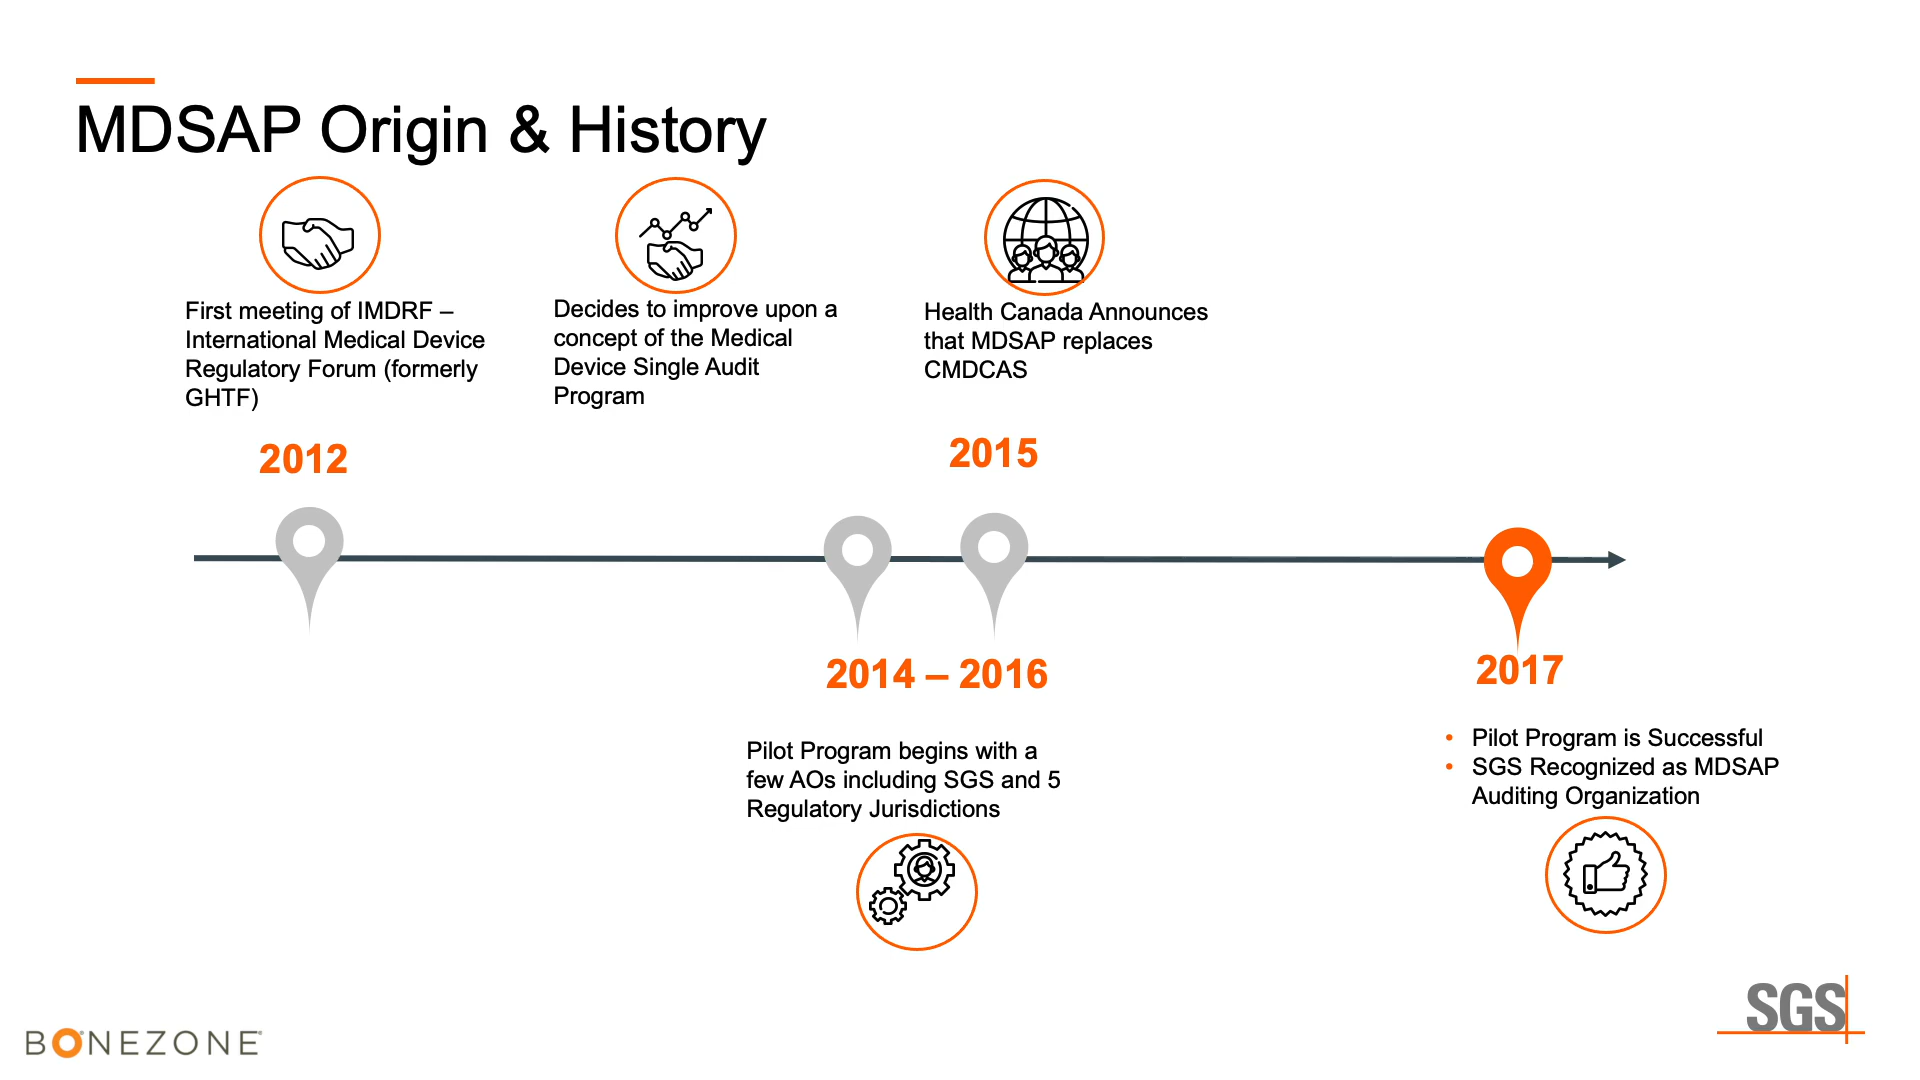 MDSAP Origin & History
First meeting of IMDRF –
International Medical Device
Regulatory Forum (formerly
GHTF)
2012
Decides to improve upon a
concept of the Medical
Device Single Audit
Program
Health Canada Announces
that MDSAP replaces
CMDCAS
2015
2014 – 2016
Pilot Program begins with a
few AOs including SGS and 5
Regulatory Jurisdictions
2017
• Pilot Program is Successful
• SGS Recognized as MDSAP
Auditing Organization
BONEZONE
SGS